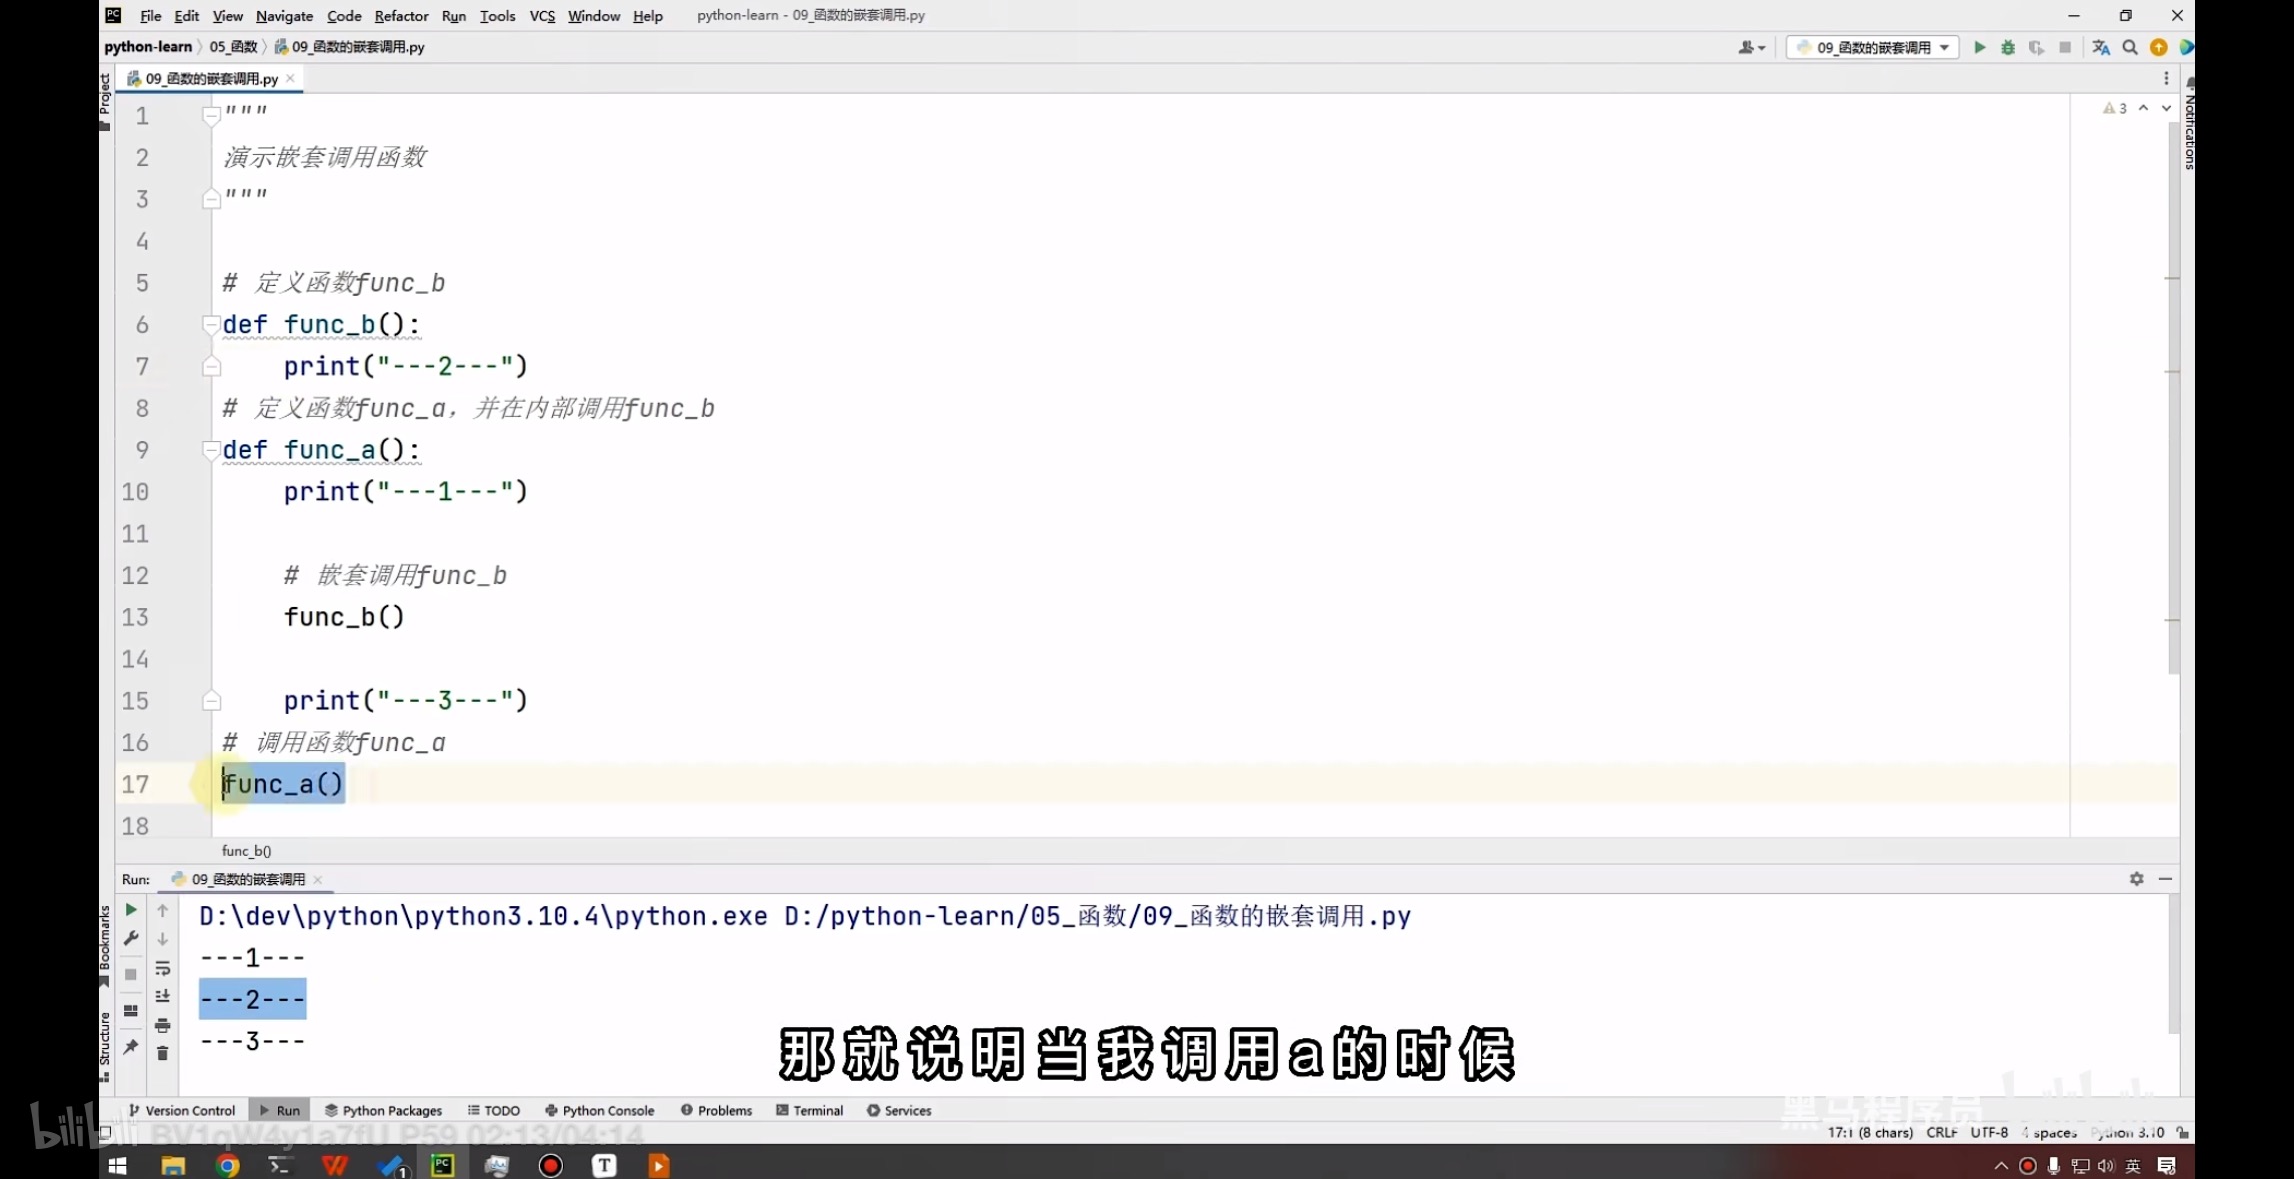 File Edit View Navigate Code Refactor Run Tools VCS Window Help python-learn - 09_函数的嵌套调用.py
python-learn 05_函数 09_函数的嵌套调用.py 09_函数的嵌套调用
Project 09_函数的嵌套调用.py
Notifications
3
1 """
2 演示嵌套调用函数
3 """
4
5 # 定义函数func_b
6 def func_b():
7 print("---2---")
8 # 定义函数func_a，并在内部调用func_b
9 def func_a():
10 print("---1---")
11
12 # 嵌套调用func_b
13 func_b()
14
15 print("---3---")
16 # 调用函数func_a
17 func_a()
18
func_b()
Run: 09_函数的嵌套调用
D:\dev\python\python3.10.4\python.exe D:/python-learn/05_函数/09_函数的嵌套调用.py
---1---
---2---
---3---
Bookmarks
Structure
那就说明当我调用a的时候
Version Control Run Python Packages TODO Python Console Problems Terminal Services
黑马程序员 bilibili
bilibili BV1qW4y1a7fU P59 02:13/04:14
17:1 (8 chars) CRLF UTF-8 4 spaces Python 3.10
英